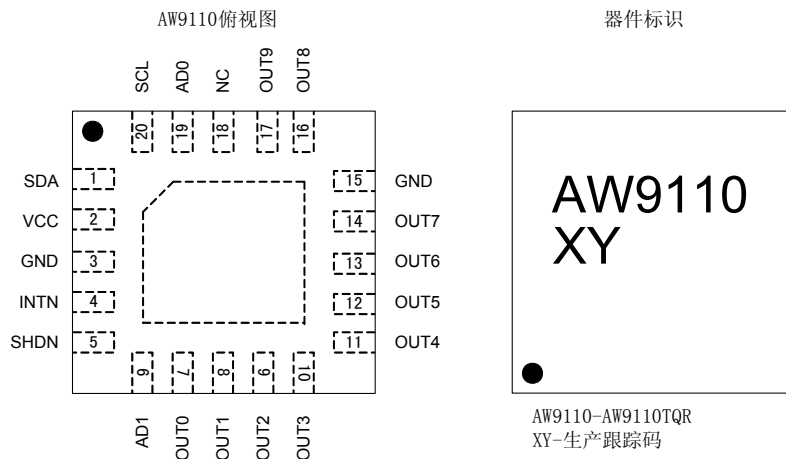 AW9110俯视图
器件标识
SCL
AD0
NC
OUT9
OUT8
20
19
18
17
16
SDA
1
VCC
2
GND
3
INTN
4
SHDN
5
15
GND
14
OUT7
13
OUT6
12
OUT5
11
OUT4
6
7
8
9
10
AD1
OUT0
OUT1
OUT2
OUT3
AW9110
XY
AW9110-AW9110TQR
XY-生产跟踪码